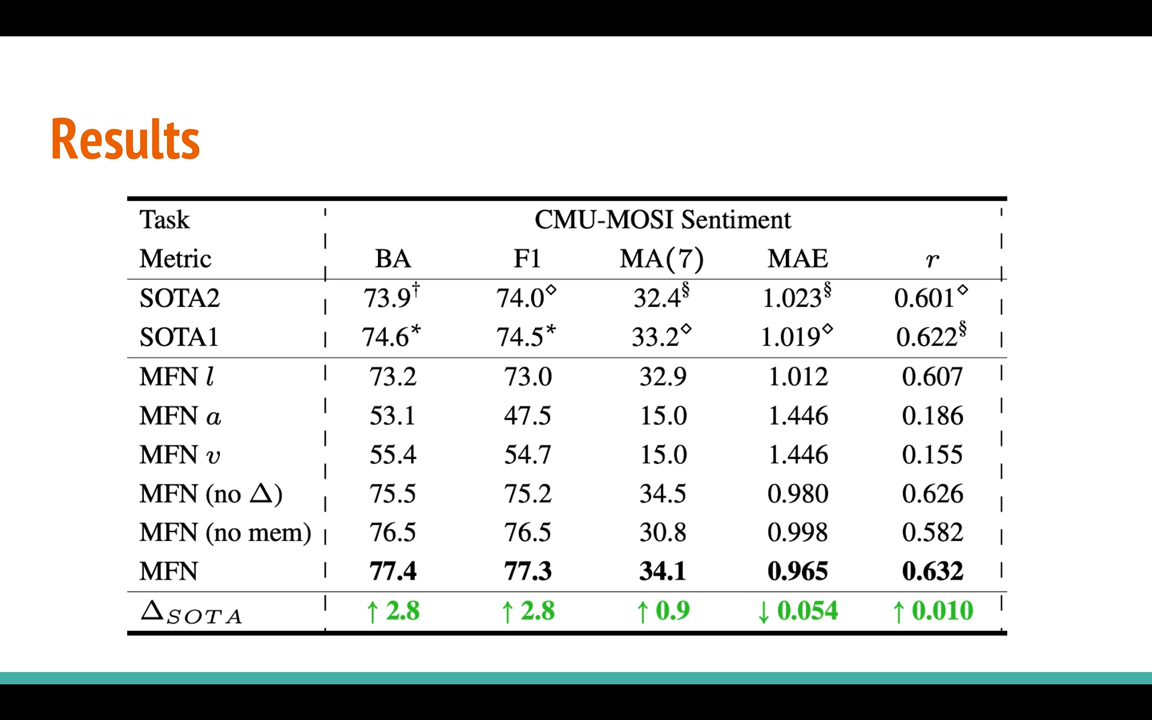 Results
Task CMU-MOSI Sentiment
Metric BA F1 MA(7) MAE r
SOTA2 73.9† 74.0◇ 32.4§ 1.023§ 0.601◇
SOTA1 74.6* 74.5* 33.2◇ 1.019◇ 0.622§
MFN l 73.2 73.0 32.9 1.012 0.607
MFN a 53.1 47.5 15.0 1.446 0.186
MFN v 55.4 54.7 15.0 1.446 0.155
MFN (no Δ) 75.5 75.2 34.5 0.980 0.626
MFN (no mem) 76.5 76.5 30.8 0.998 0.582
MFN 77.4 77.3 34.1 0.965 0.632
ΔSOTA ↑ 2.8 ↑ 2.8 ↑ 0.9 ↓ 0.054 ↑ 0.010